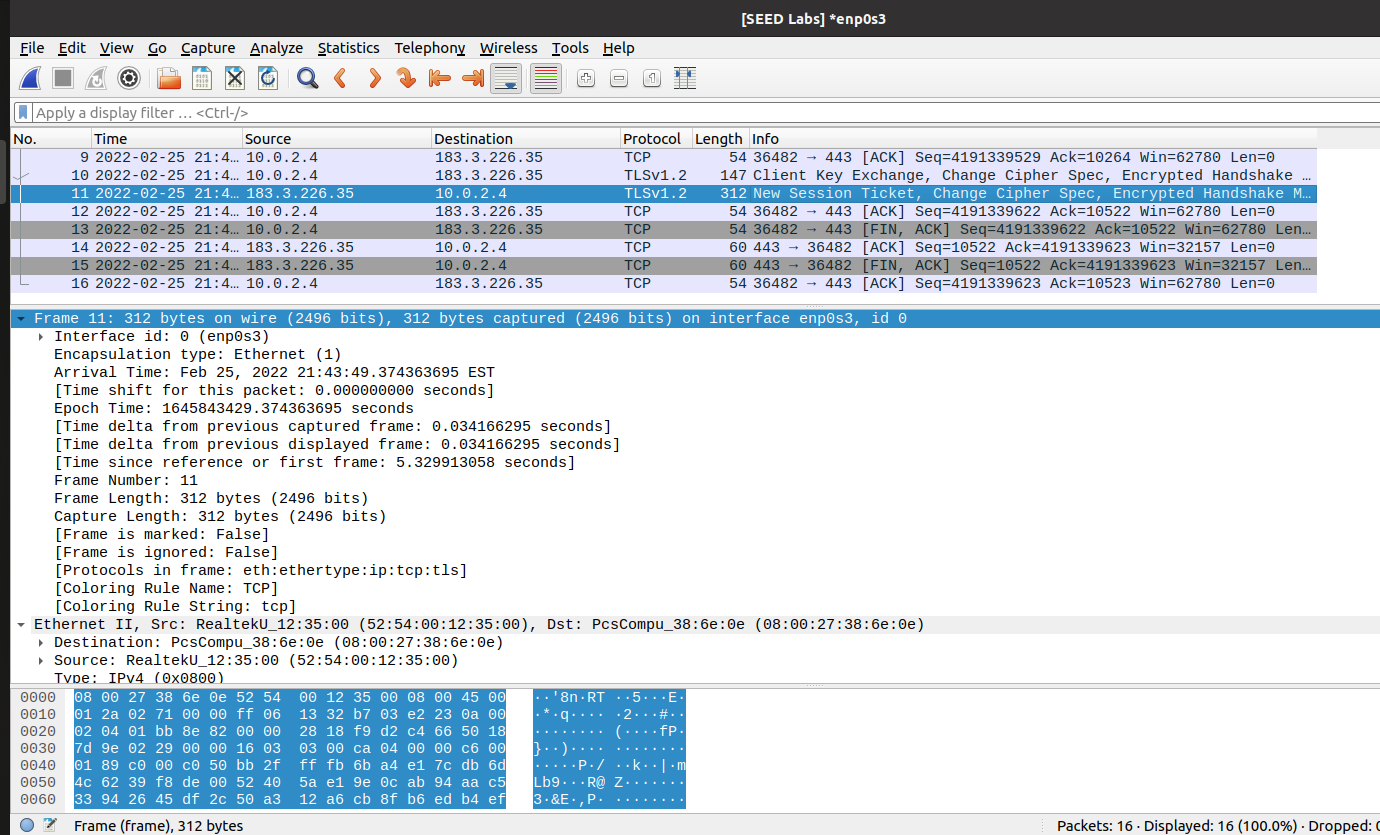 [SEED Labs] *enp0s3
File Edit View Go Capture Analyze Statistics Telephony Wireless Tools Help
Apply a display filter … <Ctrl-/>
No. Time Source Destination Protocol Length Info
9 2022-02-25 21:4… 10.0.2.4 183.3.226.35 TCP 54 36482 → 443 [ACK] Seq=4191339529 Ack=10264 Win=62780 Len=0
10 2022-02-25 21:4… 10.0.2.4 183.3.226.35 TLSv1.2 147 Client Key Exchange, Change Cipher Spec, Encrypted Handshake …
11 2022-02-25 21:4… 183.3.226.35 10.0.2.4 TLSv1.2 312 New Session Ticket, Change Cipher Spec, Encrypted Handshake M…
12 2022-02-25 21:4… 10.0.2.4 183.3.226.35 TCP 54 36482 → 443 [ACK] Seq=4191339622 Ack=10522 Win=62780 Len=0
13 2022-02-25 21:4… 10.0.2.4 183.3.226.35 TCP 54 36482 → 443 [FIN, ACK] Seq=4191339622 Ack=10522 Win=62780 Len…
14 2022-02-25 21:4… 183.3.226.35 10.0.2.4 TCP 60 443 → 36482 [ACK] Seq=10522 Ack=4191339623 Win=32157 Len=0
15 2022-02-25 21:4… 183.3.226.35 10.0.2.4 TCP 60 443 → 36482 [FIN, ACK] Seq=10522 Ack=4191339623 Win=32157 Len…
16 2022-02-25 21:4… 10.0.2.4 183.3.226.35 TCP 54 36482 → 443 [ACK] Seq=4191339623 Ack=10523 Win=62780 Len=0
Frame 11: 312 bytes on wire (2496 bits), 312 bytes captured (2496 bits) on interface enp0s3, id 0
Interface id: 0 (enp0s3)
Encapsulation type: Ethernet (1)
Arrival Time: Feb 25, 2022 21:43:49.374363695 EST
[Time shift for this packet: 0.000000000 seconds]
Epoch Time: 1645843429.374363695 seconds
[Time delta from previous captured frame: 0.034166295 seconds]
[Time delta from previous displayed frame: 0.034166295 seconds]
[Time since reference or first frame: 5.329913058 seconds]
Frame Number: 11
Frame Length: 312 bytes (2496 bits)
Capture Length: 312 bytes (2496 bits)
[Frame is marked: False]
[Frame is ignored: False]
[Protocols in frame: eth:ethertype:ip:tcp:tls]
[Coloring Rule Name: TCP]
[Coloring Rule String: tcp]
Ethernet II, Src: RealtekU_12:35:00 (52:54:00:12:35:00), Dst: PcsCompu_38:6e:0e (08:00:27:38:6e:0e)
Destination: PcsCompu_38:6e:0e (08:00:27:38:6e:0e)
Source: RealtekU_12:35:00 (52:54:00:12:35:00)
Type: IPv4 (0x0800)
0000 08 00 27 38 6e 0e 52 54 00 12 35 00 08 00 45 00 ··'8n·RT ··5···E·
0010 01 2a 02 71 00 00 ff 06 13 32 b7 03 e2 23 0a 00 ·*·q···· ·2···#··
0020 02 04 01 bb 8e 82 00 00 28 18 f9 d2 c4 66 50 18 ········ (····fP·
0030 7d 9e 02 29 00 00 16 03 03 00 ca 04 00 00 c6 00 }··)···· ········
0040 01 89 c0 00 c0 50 bb 2f ff fb 6b a4 e1 7c db 6d ·····P·/ ··k··|·m
0050 4c 62 39 f8 de 00 52 40 5a e1 9e 0c ab 94 aa c5 Lb9···R@ Z·······
0060 33 94 26 45 df 2c 50 a3 12 a6 cb 8f b6 ed b4 ef 3·&E·,P· ········
Frame (frame), 312 bytes Packets: 16 · Displayed: 16 (100.0%) · Dropped: 0